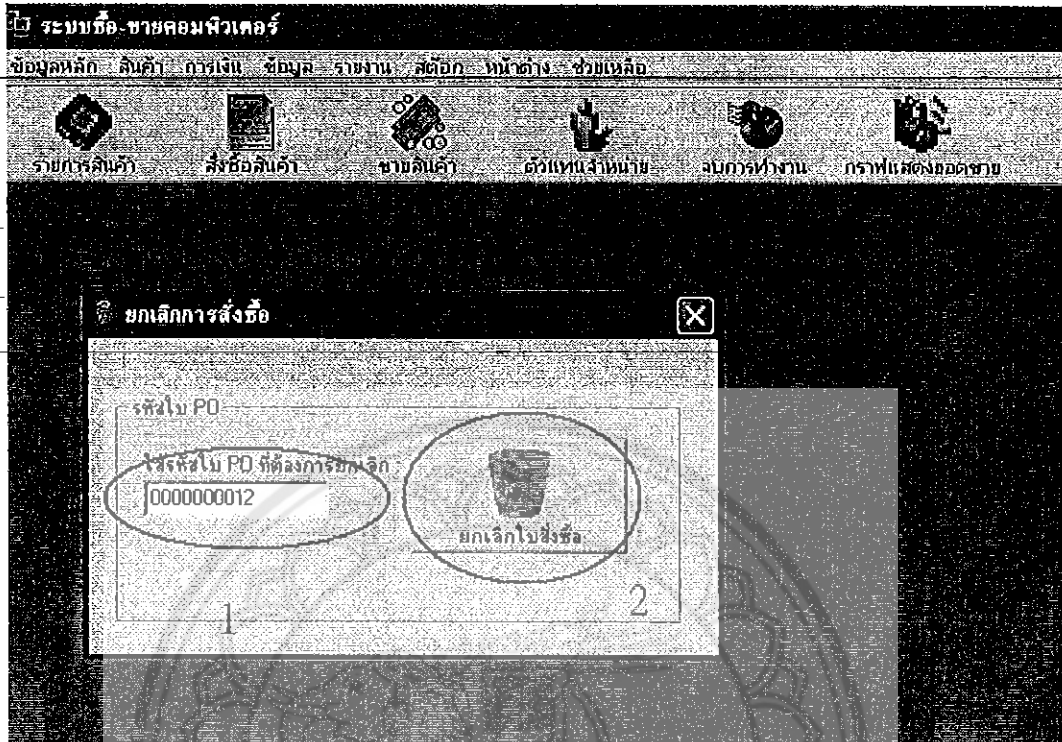 ระบบซื้อ-ขายคอมพิวเตอร์
ข้อมูลหลัก สินค้า การเงิน ข้อมูล รายงาน สต๊อก หน้าต่าง ช่วยเหลือ
รายการสินค้า สั่งซื้อสินค้า ขายสินค้า ตัวแทนจำหน่าย จบการทำงาน กราฟแสดงยอดขาย
ยกเลิกการสั่งซื้อ
รหัสใบ PO
ใส่รหัสใบ PO ที่ต้องการยกเลิก
0000000012
ยกเลิกใบสั่งซื้อ
1 2